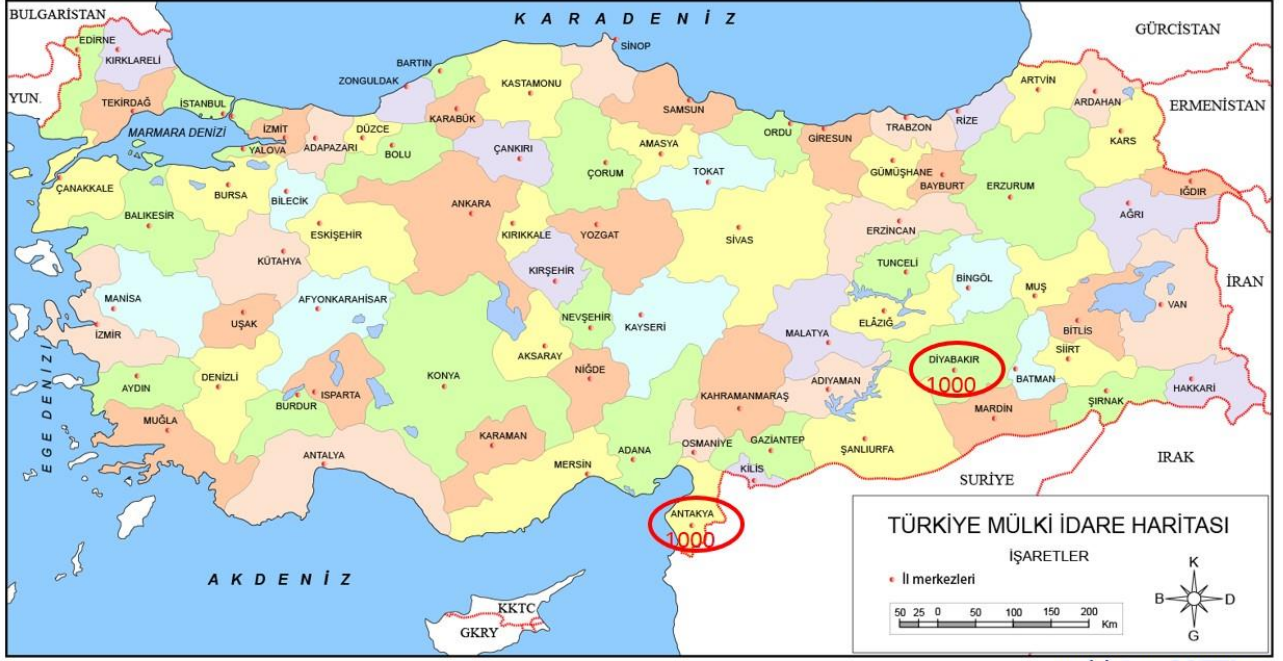 BULGARİSTAN
KARADENİZ
GÜRCİSTAN
EDİRNE
KIRKLARELİ
SİNOP
BARTIN
ZONGULDAK
KASTAMONU
ARTVİN
YUN.
TEKİRDAĞ
İSTANBUL
KARABÜK
SAMSUN
ARDAHAN
ERMENİSTAN
MARMARA DENİZİ
İZMİT
DÜZCE
ORDU
GİRESUN
TRABZON
RİZE
KARS
YALOVA
ADAPAZARI
BOLU
ÇANKIRI
AMASYA
ÇORUM
TOKAT
GÜMÜŞHANE
BAYBURT
ERZURUM
IĞDIR
ÇANAKKALE
BURSA
BİLECİK
BALIKESİR
ESKİŞEHİR
ANKARA
KIRIKKALE
YOZGAT
SİVAS
ERZİNCAN
AĞRI
KÜTAHYA
KIRŞEHİR
TUNCELİ
BİNGÖL
MUŞ
İRAN
MANİSA
AFYONKARAHİSAR
UŞAK
NEVŞEHİR
KAYSERİ
MALATYA
ELÂZIĞ
BİTLİS
VAN
İZMİR
AKSARAY
SİİRT
EGE DENİZİ
AYDIN
DENİZLİ
BURDUR
ISPARTA
KONYA
NİĞDE
KAHRAMANMARAŞ
ADIYAMAN
DİYABAKIR
1000
BATMAN
ŞIRNAK
HAKKARİ
MARDİN
MUĞLA
ANTALYA
KARAMAN
MERSİN
ADANA
OSMANİYE
GAZİANTEP
ŞANLIURFA
KİLİS
SURİYE
IRAK
ANTAKYA
1000
AKDENİZ
KKTC
GKRY
TÜRKİYE MÜLKİ İDARE HARİTASI
İŞARETLER
İl merkezleri
50 25 0 50 100 150 200
Km
K
B D
G